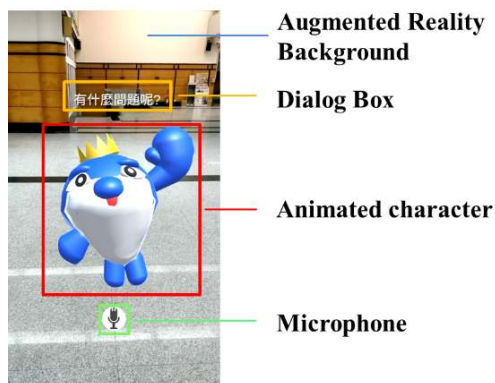 Augmented Reality
Background
有什麼問題呢?
Dialog Box
Animated character
Microphone